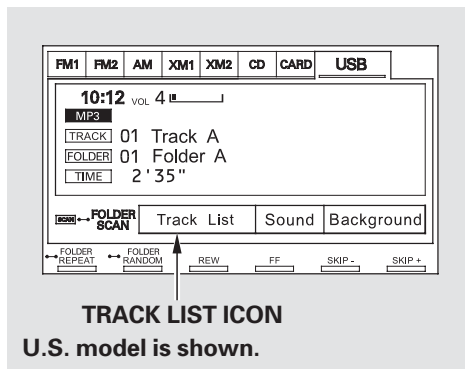 FM1 FM2 AM XM1 XM2 CD CARD USB
10:12 VOL 4
MP3
TRACK 01 Track A
FOLDER 01 Folder A
TIME 2'35"
SCAN FOLDER SCAN Track List Sound Background
FOLDER REPEAT FOLDER RANDOM REW FF SKIP - SKIP +
TRACK LIST ICON
U.S. model is shown.